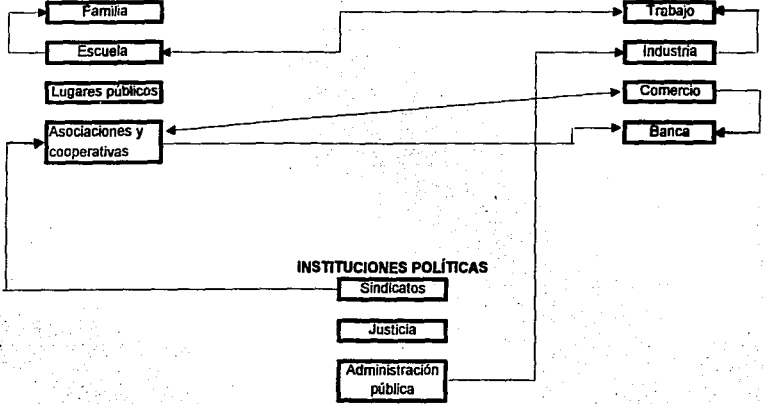 Familia
Escuela
Lugares públicos
Asociaciones y
cooperativas
Trabajo
Industria
Comercio
Banca
INSTITUCIONES POLÍTICAS
Sindicatos
Justicia
Administración
pública